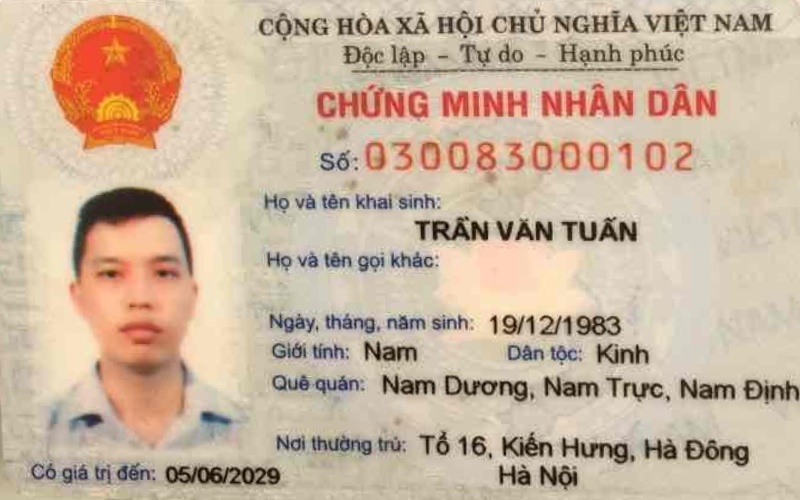 CỘNG HÒA XÃ HỘI CHỦ NGHĨA VIỆT NAM
Độc lập - Tự do - Hạnh phúc
CHỨNG MINH NHÂN DÂN
Số: 030083000102
Họ và tên khai sinh:
TRẦN VĂN TUẤN
Họ và tên gọi khác:
Ngày, tháng, năm sinh: 19/12/1983
Giới tính: Nam Dân tộc: Kinh
Quê quán: Nam Dương, Nam Trực, Nam Định
Nơi thường trú: Tổ 16, Kiến Hưng, Hà Đông
Hà Nội
Có giá trị đến: 05/06/2029